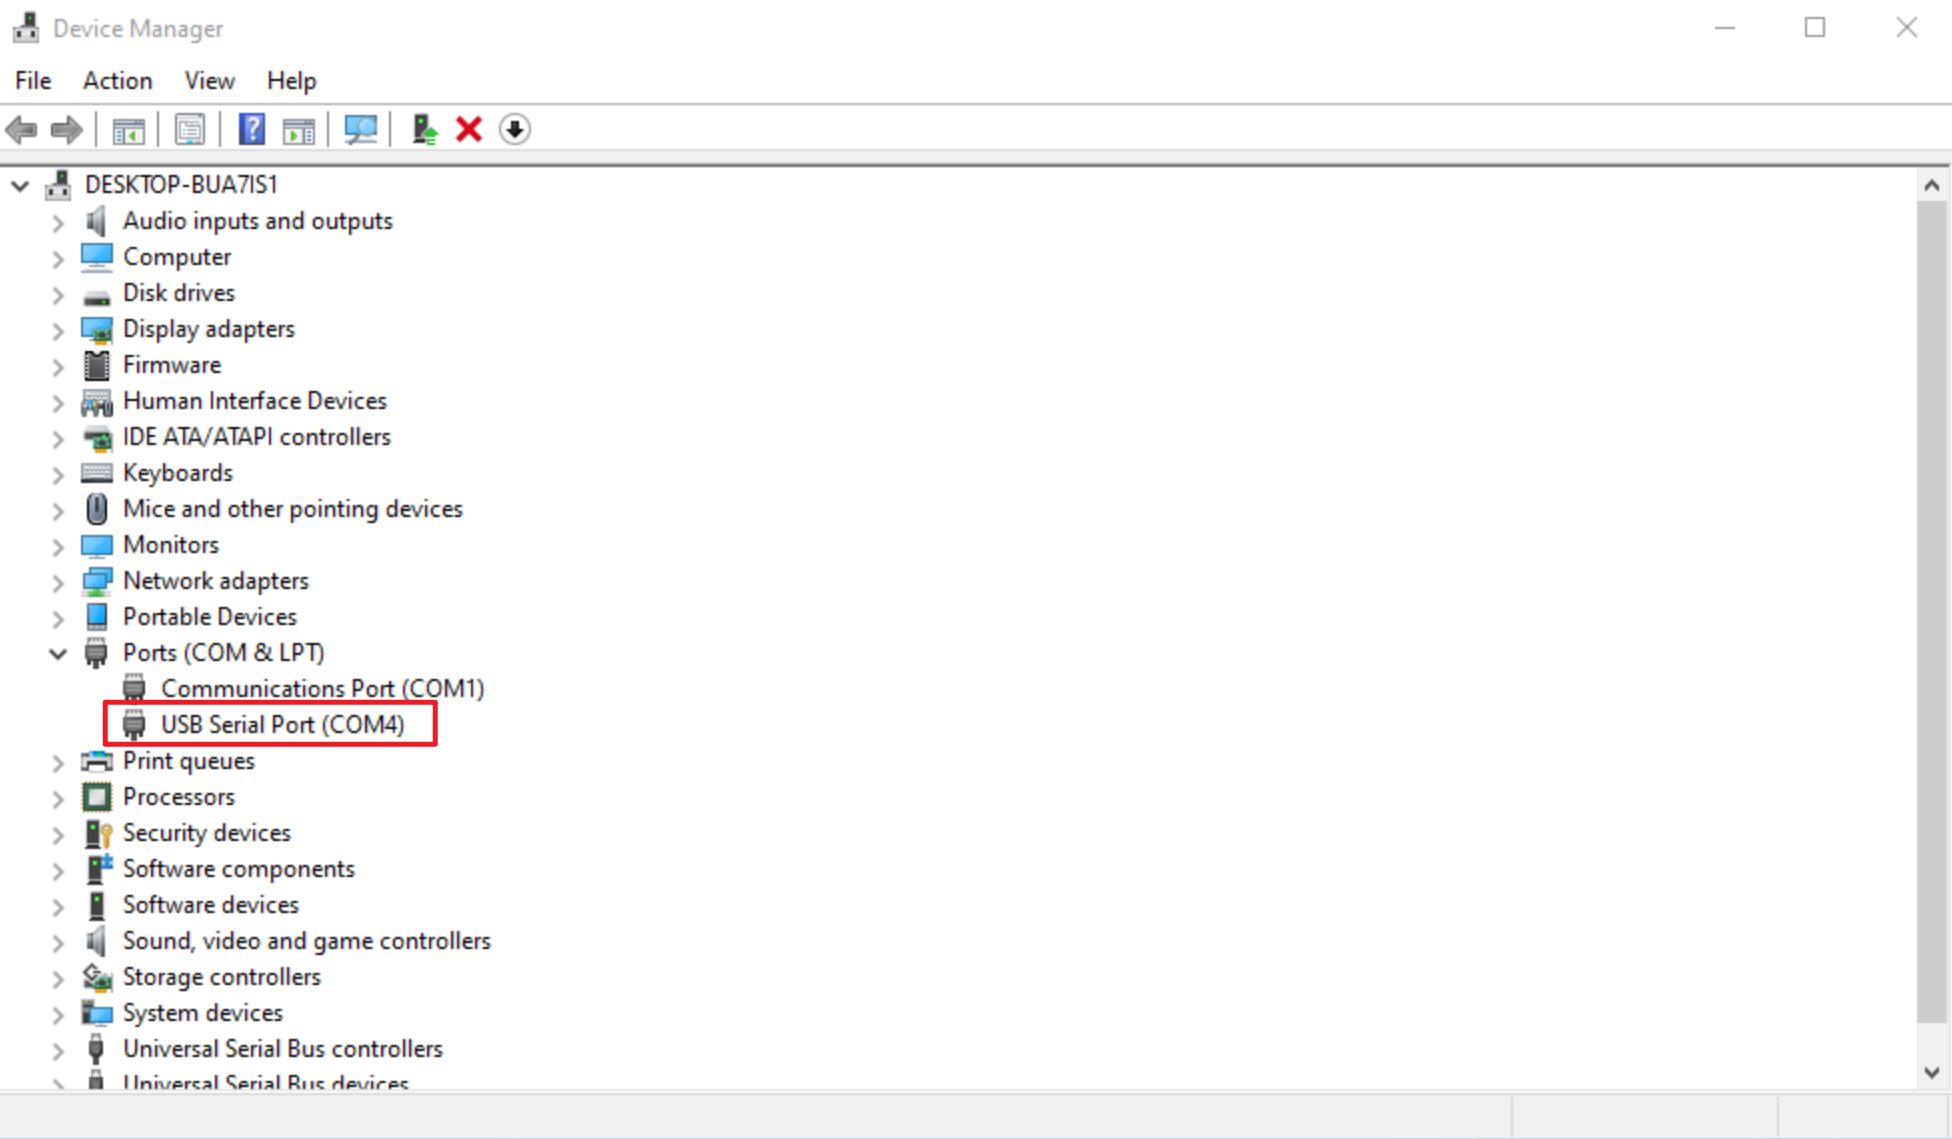 Device Manager
File Action View Help
DESKTOP-BUA7IS1
Audio inputs and outputs
Computer
Disk drives
Display adapters
Firmware
Human Interface Devices
IDE ATA/ATAPI controllers
Keyboards
Mice and other pointing devices
Monitors
Network adapters
Portable Devices
Ports (COM & LPT)
Communications Port (COM1)
USB Serial Port (COM4)
Print queues
Processors
Security devices
Software components
Software devices
Sound, video and game controllers
Storage controllers
System devices
Universal Serial Bus controllers
Universal Serial Bus devices